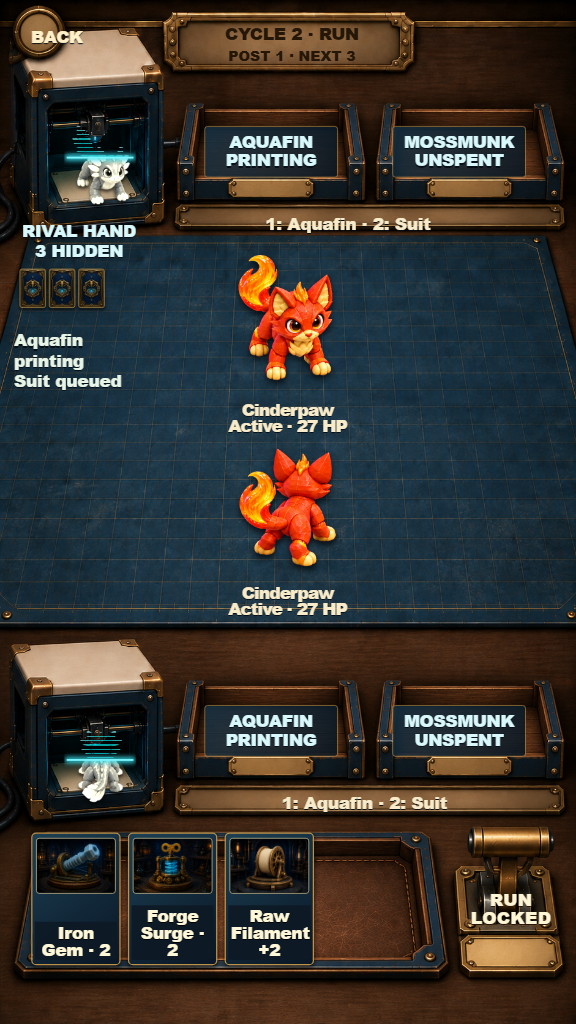 BACK
CYCLE 2 · RUN
POST 1 · NEXT 3
AQUAFIN
PRINTING
MOSSMUNK
UNSPENT
1: Aquafin · 2: Suit
RIVAL HAND
3 HIDDEN
Aquafin
printing
Suit queued
Cinderpaw
Active · 27 HP
Cinderpaw
Active · 27 HP
AQUAFIN
PRINTING
MOSSMUNK
UNSPENT
1: Aquafin · 2: Suit
Iron
Gem · 2
Forge
Surge ·
2
Raw
Filament
+2
RUN
LOCKED